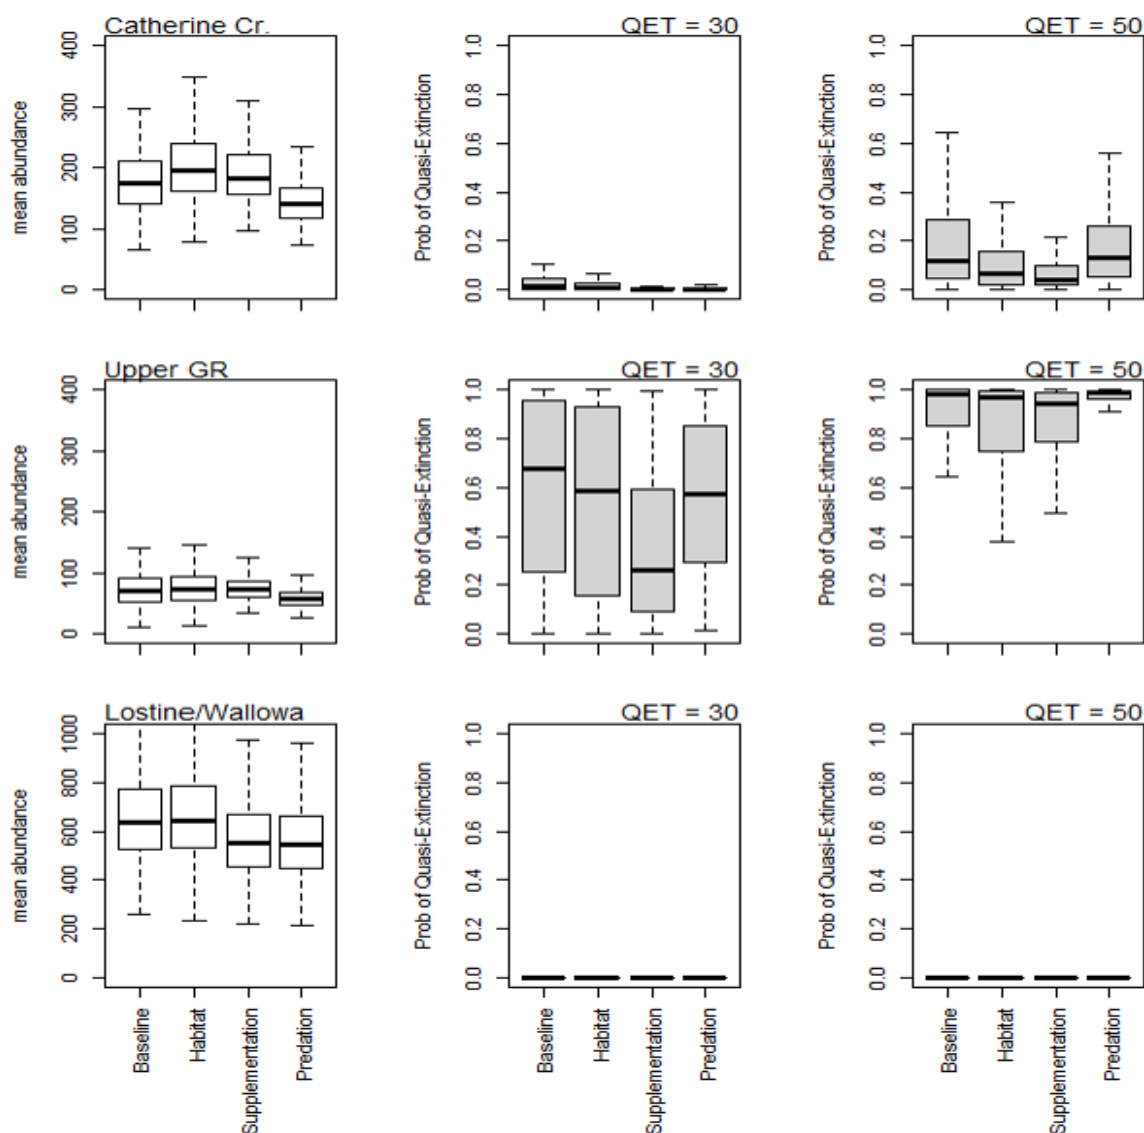 Catherine Cr.
QET = 30
QET = 50
mean abundance
400
300
200
100
0
Prob of Quasi-Extinction
1.0
0.8
0.6
0.4
0.2
0.0
Prob of Quasi-Extinction
1.0
0.8
0.6
0.4
0.2
0.0
Upper GR
QET = 30
QET = 50
mean abundance
400
300
200
100
0
Prob of Quasi-Extinction
1.0
0.8
0.6
0.4
0.2
0.0
Prob of Quasi-Extinction
1.0
0.8
0.6
0.4
0.2
0.0
Lostine/Wallowa
QET = 30
QET = 50
mean abundance
1000
800
600
400
200
0
Prob of Quasi-Extinction
1.0
0.8
0.6
0.4
0.2
0.0
Prob of Quasi-Extinction
1.0
0.8
0.6
0.4
0.2
0.0
Baseline
Habitat
Supplementation
Predation
Baseline
Habitat
Supplementation
Predation
Baseline
Habitat
Supplementation
Predation